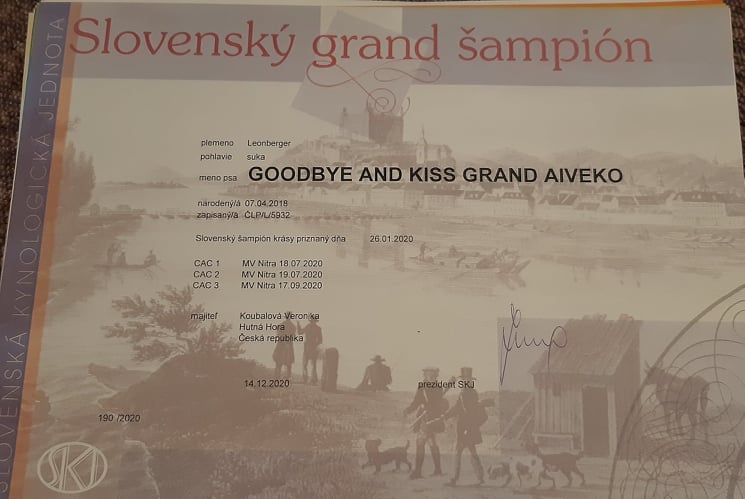 Slovenský grand šampión
SLOVENSKÁ KYNOLOGICKÁ JEDNOTA
plemeno Leonberger
pohlavie suka
meno psa GOODBYE AND KISS GRAND AIVEKO
narodený/á 07.04.2018
zapísaný/á ČLP/L/5932
Slovenský šampión krásy priznaný dňa 26.01.2020
CAC 1 MV Nitra 18.07.2020
CAC 2 MV Nitra 19.07.2020
CAC 3 MV Nitra 17.09.2020
majiteľ Koubalová Veronika
Hutná Hora
Česká republika
14.12.2020 prezident SKJ
190 /2020
SKJ